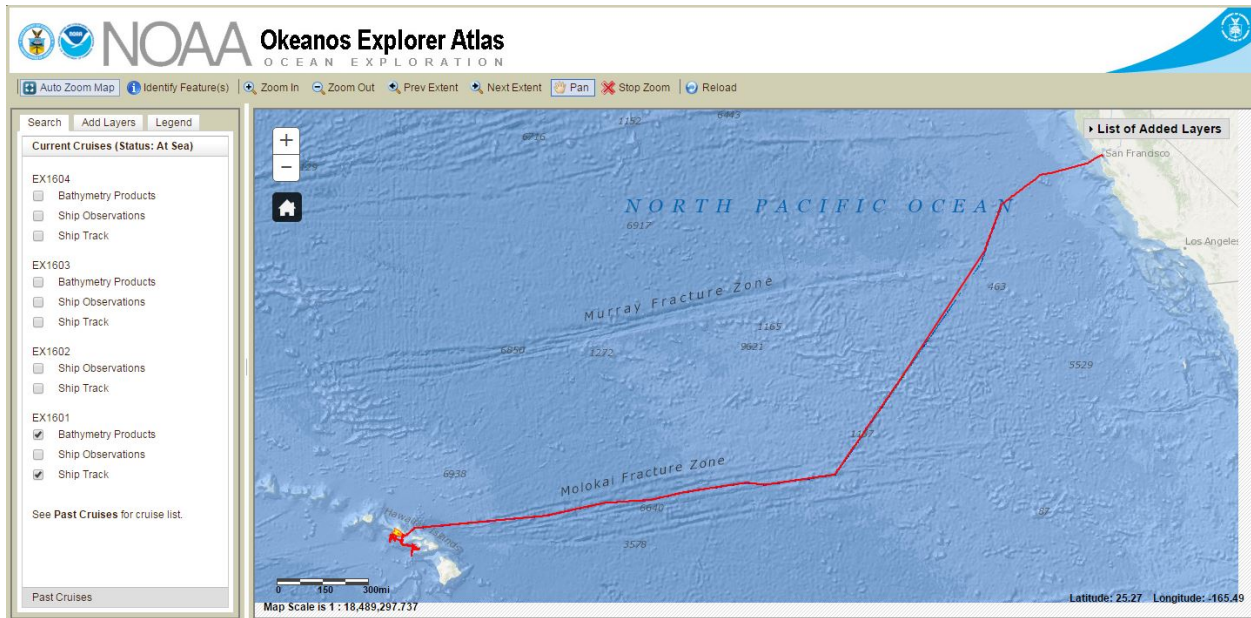 NOAA Okeanos Explorer Atlas
OCEAN EXPLORATION
Auto Zoom Map Identify Feature(s) Zoom In Zoom Out Prev Extent Next Extent Pan Stop Zoom Reload
Search Add Layers Legend
Current Cruises (Status: At Sea)
EX1604
Bathymetry Products
Ship Observations
Ship Track
EX1603
Bathymetry Products
Ship Observations
Ship Track
EX1602
Ship Observations
Ship Track
EX1601
Bathymetry Products
Ship Observations
Ship Track
See Past Cruises for cruise list.
Past Cruises
+
−
List of Added Layers
1152
6443
6716
San Francisco
NORTH PACIFIC OCEAN
6917
Los Angeles
463
Murray Fracture Zone
1165
9621
6650
1272
5529
1157
6938
Molokai Fracture Zone
6640
Hawaiian Islands
3578
0 150 300mi
Map Scale is 1 : 18,489,297.737
Latitude: 25.27 Longitude: -165.49